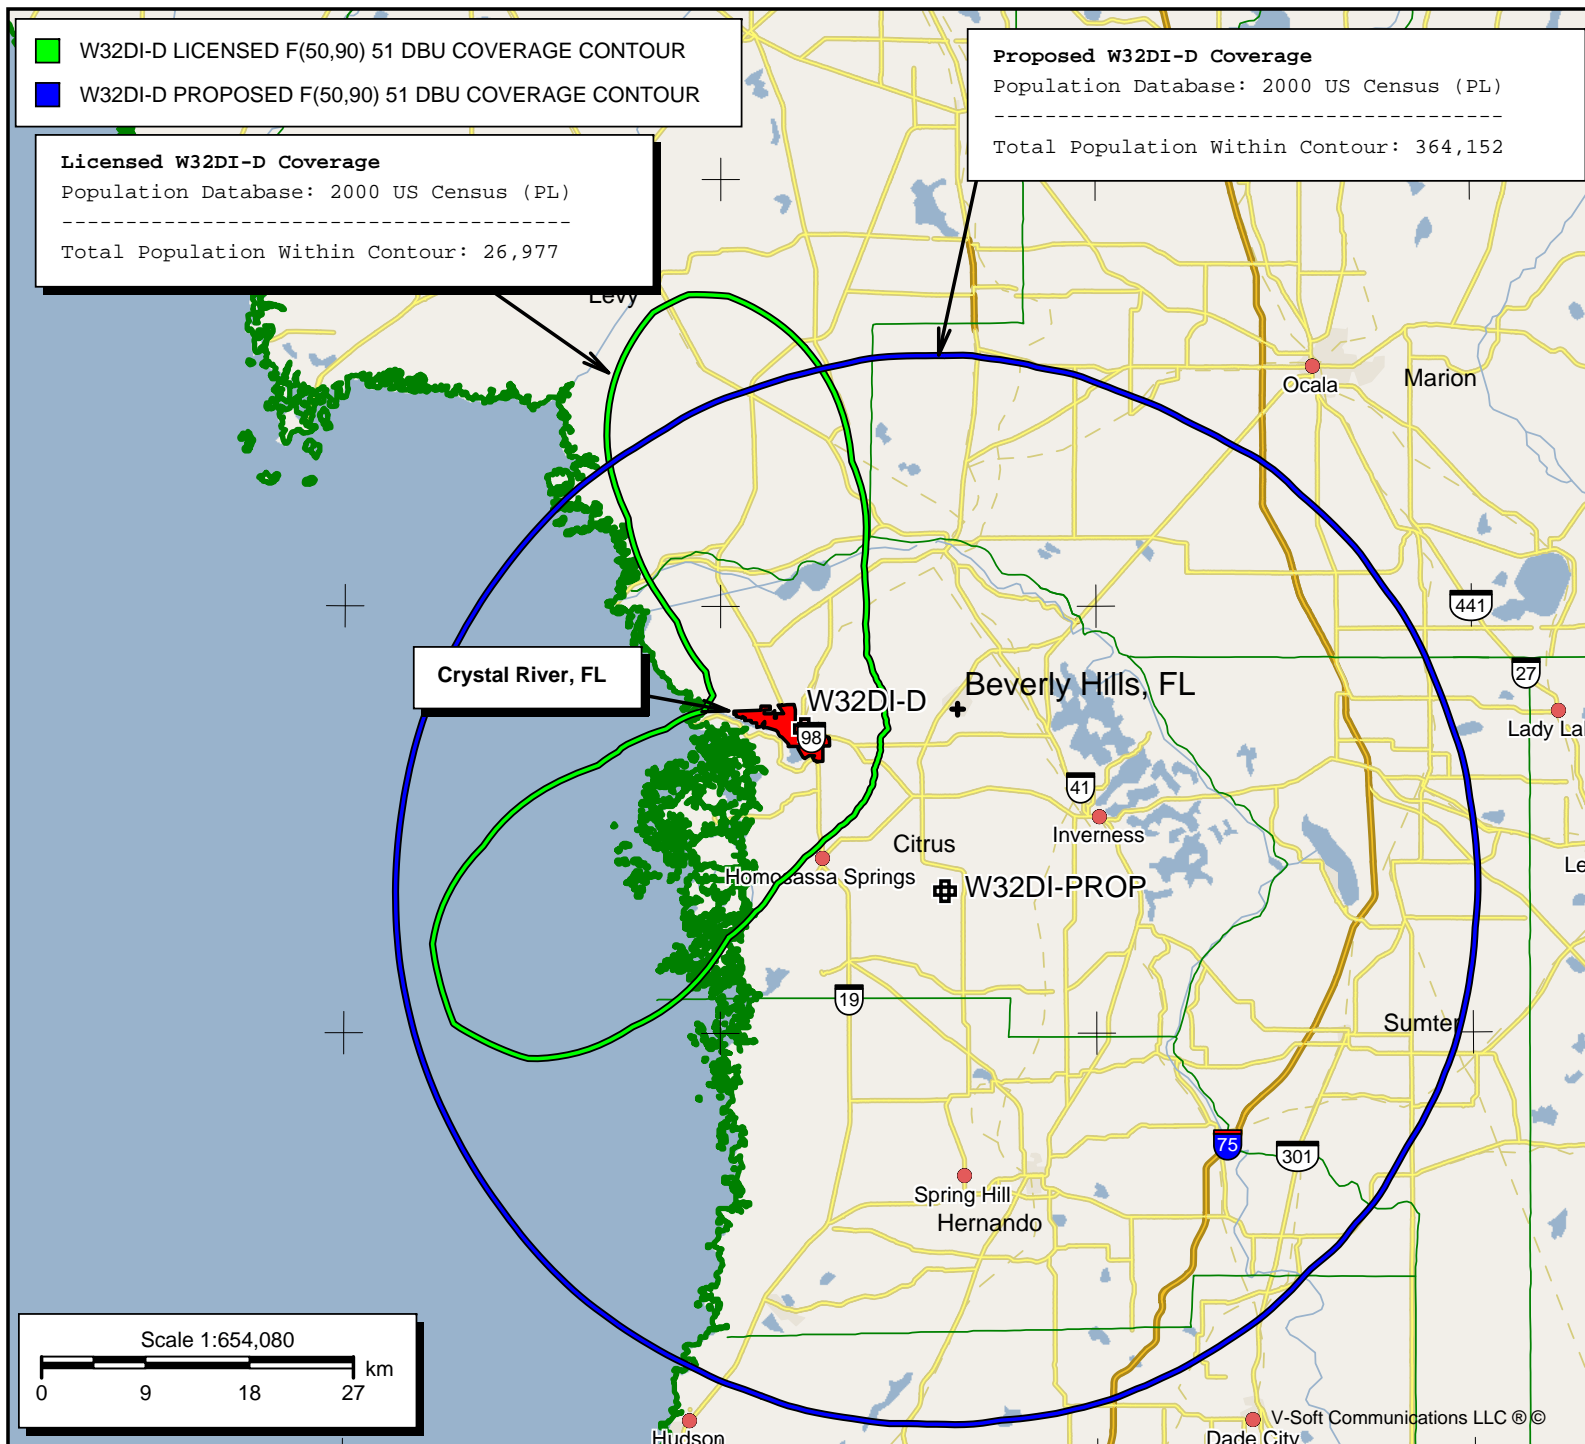 W32DI-D LICENSED F(50,90) 51 DBU COVERAGE CONTOUR
W32DI-D PROPOSED F(50,90) 51 DBU COVERAGE CONTOUR
Proposed W32DI-D Coverage
Population Database: 2000 US Census (PL)
----------------------------------------
Total Population Within Contour: 364,152
Licensed W32DI-D Coverage
Population Database: 2000 US Census (PL)
----------------------------------------
Total Population Within Contour: 26,977
Levy
Ocala
Marion
441
27
Crystal River, FL
W32DI-D
Beverly Hills, FL
98
Lady La
41
Inverness
Citrus
Homosassa Springs
W32DI-PROP
Le
19
Sumter
75
301
Spring Hill
Hernando
Scale 1:654,080
km
0 9 18 27
Hudson
Dade City
V-Soft Communications LLC ® ©